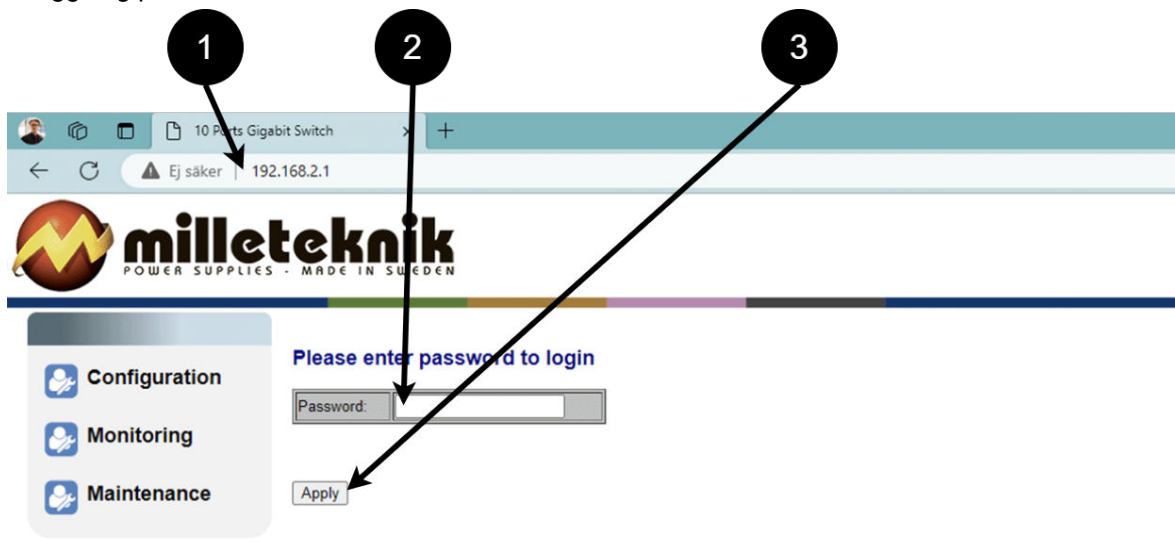 1 2 3
10 Ports Gigabit Switch
Ej säker 192.168.2.1
milleteknik
POWER SUPPLIES - MADE IN SWEDEN
Please enter password to login
Configuration
Password:
Monitoring
Maintenance
Apply